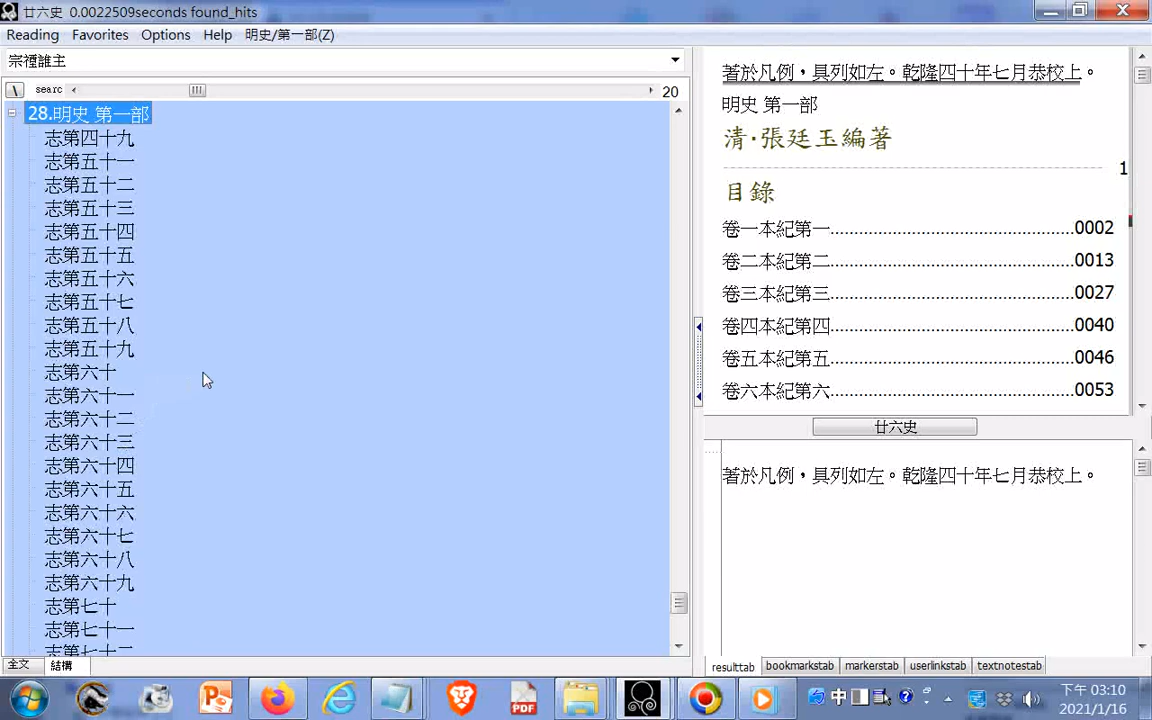 廿六史 0.0022509seconds found_hits
Reading Favorites Options Help 明史/第一部(Z)
宗禋誰主
\ searc 20
28.明史 第一部
志第四十九
志第五十一
志第五十二
志第五十三
志第五十四
志第五十五
志第五十六
志第五十七
志第五十八
志第五十九
志第六十
志第六十一
志第六十二
志第六十三
志第六十四
志第六十五
志第六十六
志第六十七
志第六十八
志第六十九
志第七十
志第七十一
志第七十二
全文 結構
著於凡例，具列如左。乾隆四十年七月恭校上。
明史 第一部
清·張廷玉編著
1
目錄
卷一本紀第一......................................................0002
卷二本紀第二......................................................0013
卷三本紀第三......................................................0027
卷四本紀第四......................................................0040
卷五本紀第五......................................................0046
卷六本紀第六......................................................0053
廿六史
著於凡例，具列如左。乾隆四十年七月恭校上。
resulttab bookmarkstab markerstab userlinkstab textnotestab
中
PDF
下午 03:10
2021/1/16